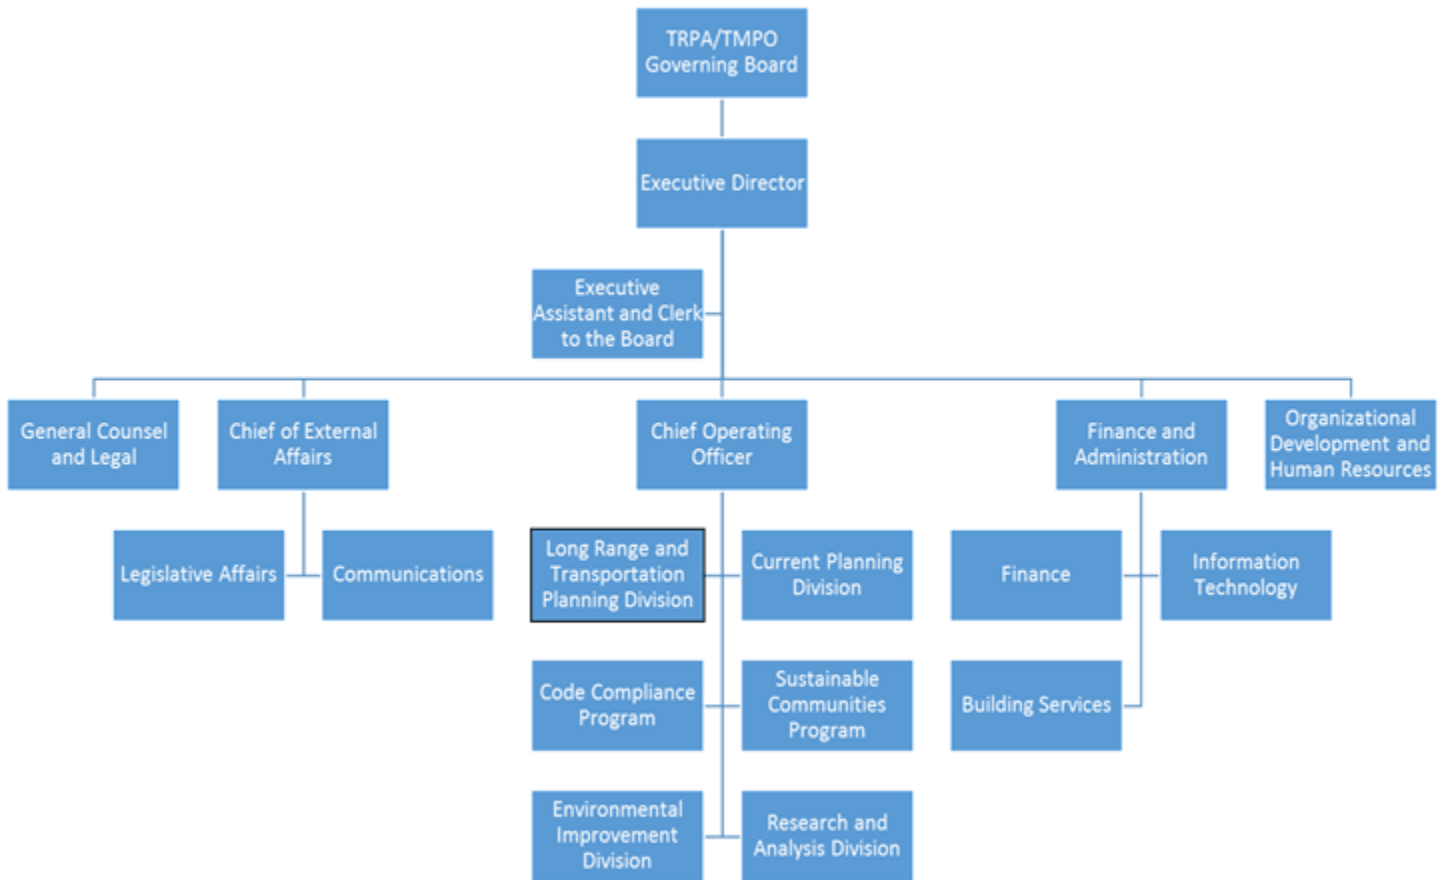 TRPA/TMPO
Governing Board
Executive Director
Executive
Assistant and Clerk
to the Board
General Counsel
and Legal
Chief of External
Affairs
Chief Operating
Officer
Finance and
Administration
Organizational
Development and
Human Resources
Legislative Affairs
Communications
Long Range and
Transportation
Planning Division
Current Planning
Division
Finance
Information
Technology
Code Compliance
Program
Sustainable
Communities
Program
Building Services
Environmental
Improvement
Division
Research and
Analysis Division